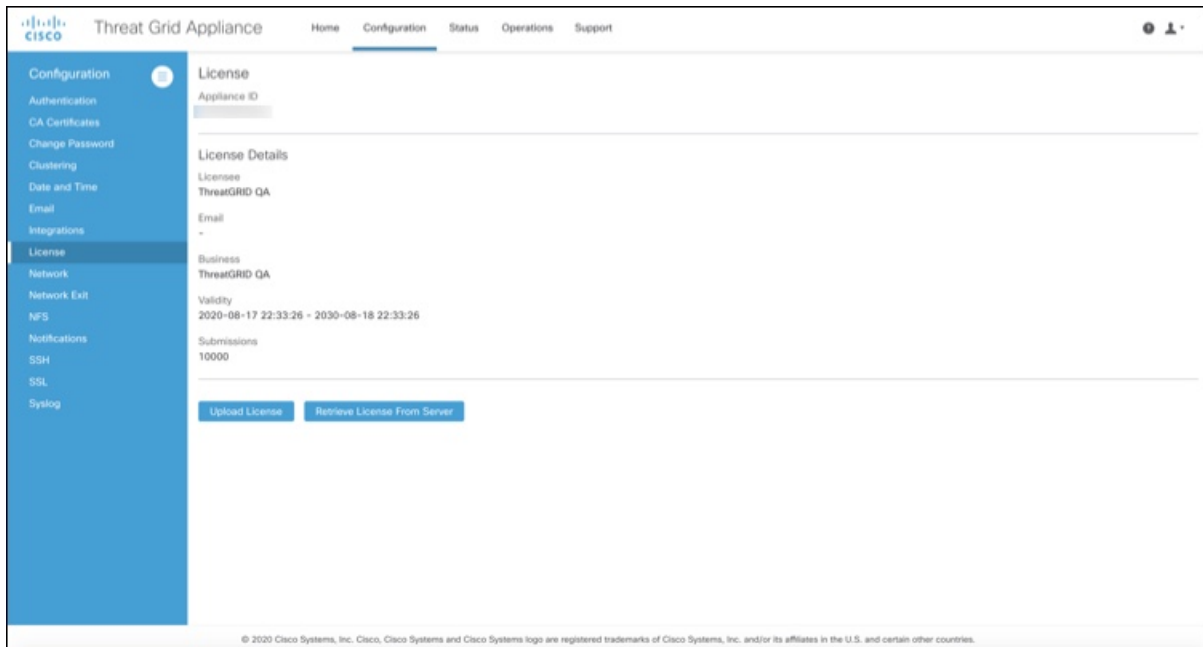 CISCO
Threat Grid Appliance
Home
Configuration
Status
Operations
Support
Configuration
Authentication
CA Certificates
Change Password
Clustering
Date and Time
Email
Integrations
License
Network
Network Exit
NFS
Notifications
SSH
SSL
Syslog
License
Appliance ID
License Details
Licensee
ThreatGRID QA
Email
-
Business
ThreatGRID QA
Validity
2020-08-17 22:33:26 - 2030-08-18 22:33:26
Submissions
10000
Upload License
Retrieve License From Server
© 2020 Cisco Systems, Inc. Cisco, Cisco Systems and Cisco Systems logo are registered trademarks of Cisco Systems, Inc. and/or its affiliates in the U.S. and certain other countries.